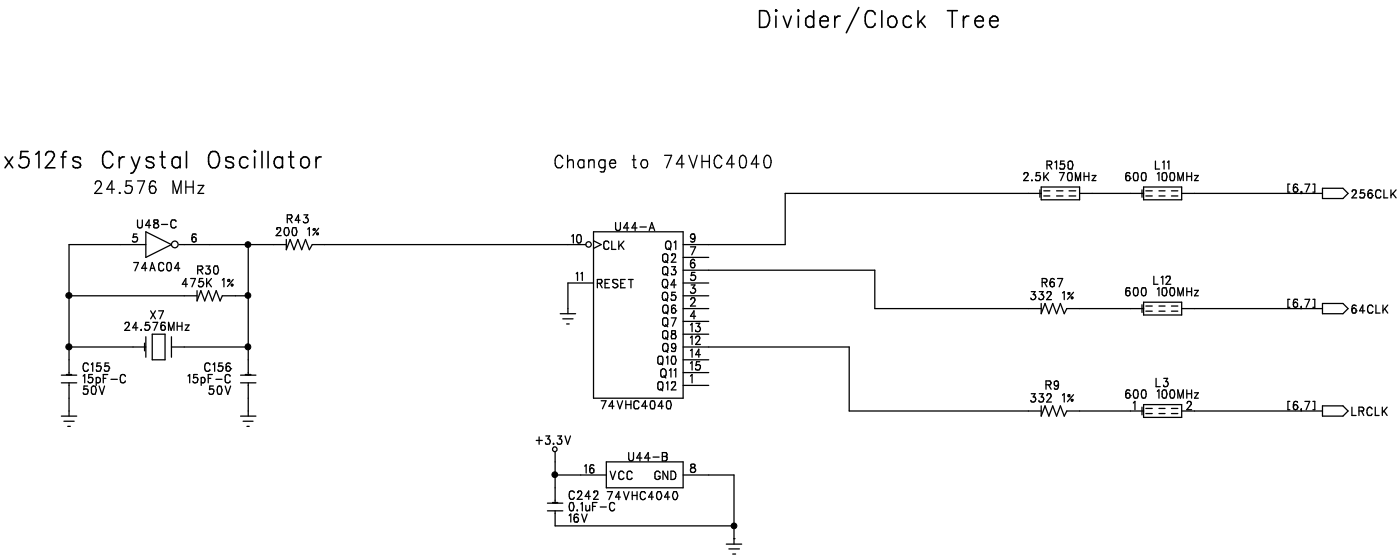 Divider/Clock Tree
x512fs Crystal Oscillator
24.576 MHz
Change to 74VHC4040
U48-C
5
6
74AC04
R43
200 1%
R30
475K 1%
X7
24.576MHz
C155
15pF-C
50V
C156
15pF-C
50V
U44-A
10
CLK
11
RESET
Q1 9
Q2 7
Q3 6
Q4 5
Q5 3
Q6 2
Q7 4
Q8 13
Q9 12
Q10 14
Q11 15
Q12 1
74VHC4040
R150
2.5K 70MHz
L11
600 100MHz
[6,7]
256CLK
R67
332 1%
L12
600 100MHz
[6,7]
64CLK
R9
332 1%
L3
600 100MHz
1
2
[6,7]
LRCLK
+3.3V
U44-B
16
VCC GND
8
74VHC4040
C242
0.1uF-C
16V